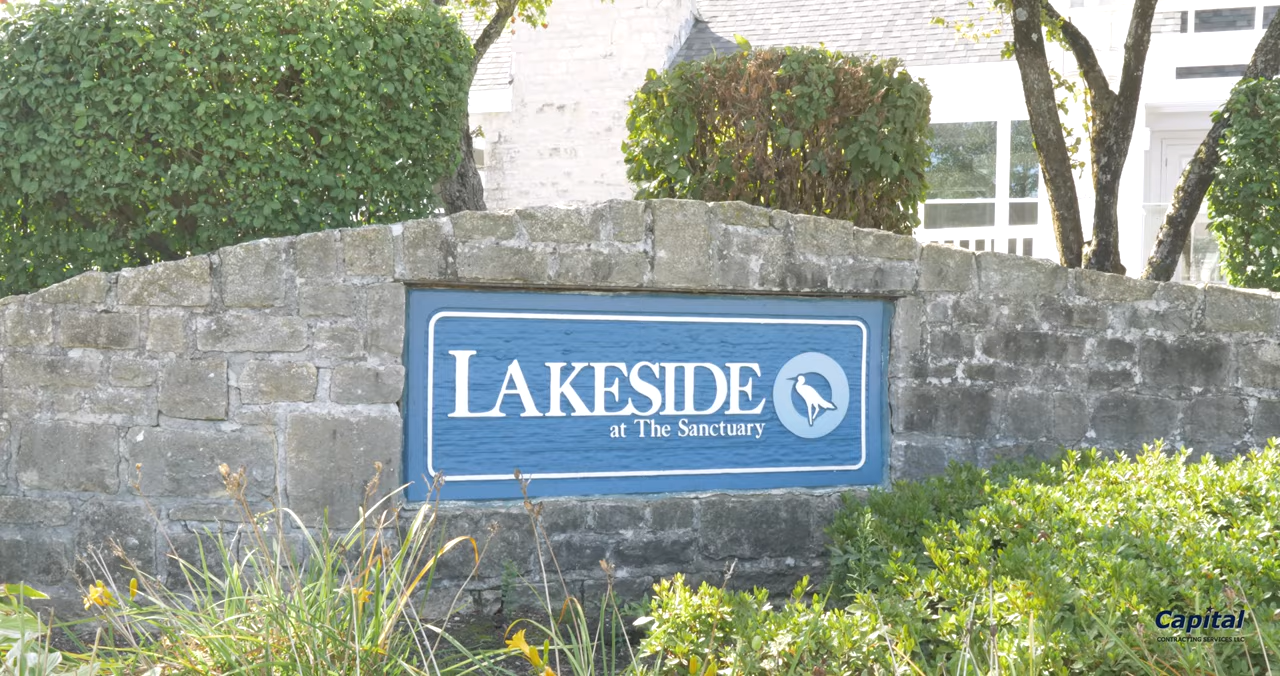 LAKESIDE
at The Sanctuary
Capital
CONTRACTING SERVICES LLC